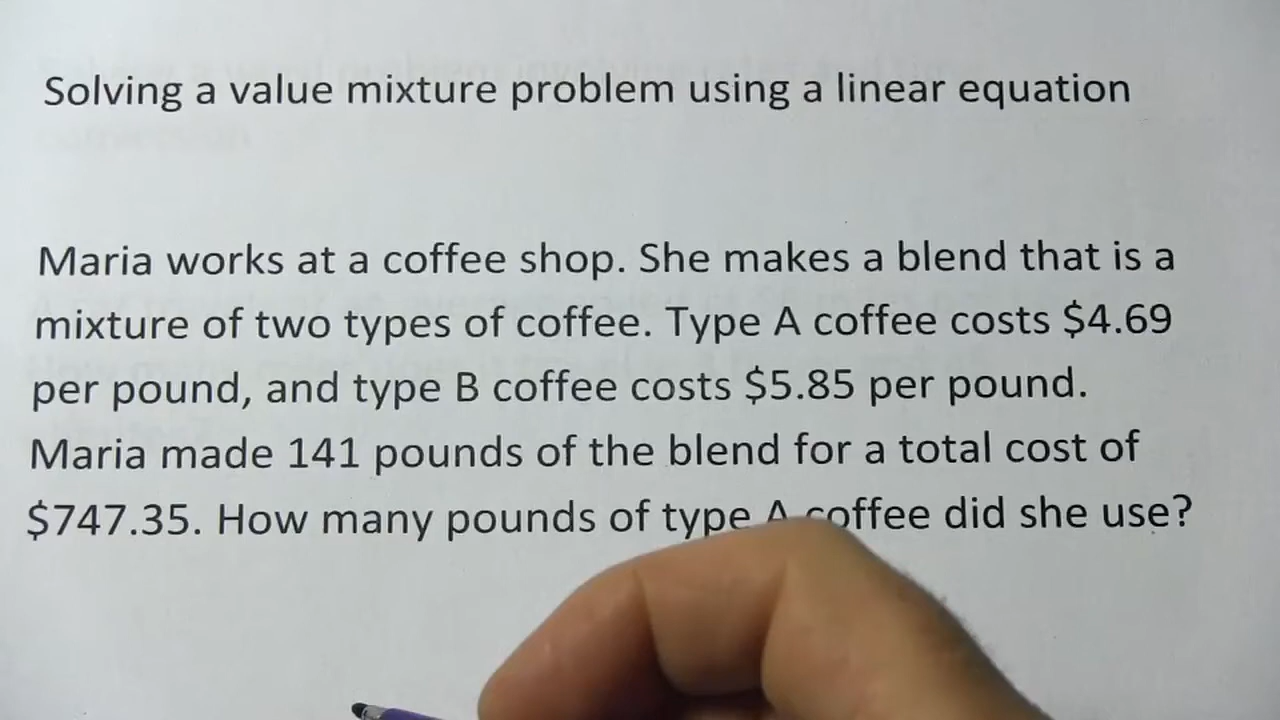 Solving a value mixture problem using a linear equation
Maria works at a coffee shop. She makes a blend that is a
mixture of two types of coffee. Type A coffee costs $4.69
per pound, and type B coffee costs $5.85 per pound.
Maria made 141 pounds of the blend for a total cost of
$747.35. How many pounds of type A coffee did she use?